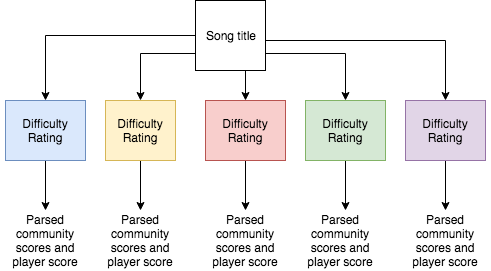 Song title
Difficulty
Rating
Difficulty
Rating
Difficulty
Rating
Difficulty
Rating
Difficulty
Rating
Parsed
community
scores and
player score
Parsed
community
scores and
player score
Parsed
community
scores and
player score
Parsed
community
scores and
player score
Parsed
community
scores and
player score